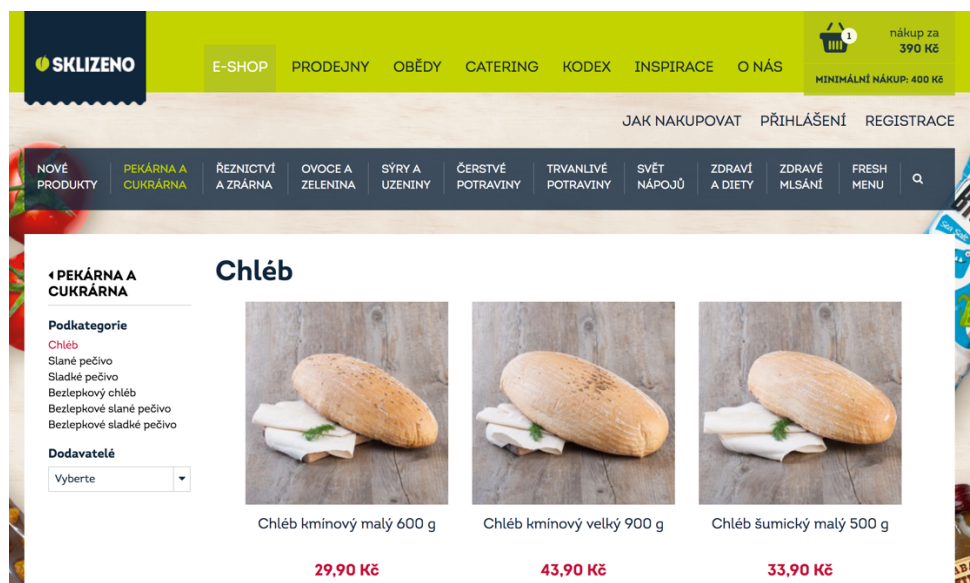 SKLIZENO
E-SHOP PRODEJNY OBĚDY CATERING KODEX INSPIRACE O NÁS
1
nákup za
390 Kč
MINIMÁLNÍ NÁKUP: 400 Kč
JAK NAKUPOVAT PŘIHLÁŠENÍ REGISTRACE
NOVÉ PRODUKTY
PEKÁRNA A CUKRÁRNA
ŘEZNICTVÍ A ZRÁRNA
OVOCE A ZELENINA
SÝRY A UZENINY
ČERSTVÉ POTRAVINY
TRVANLIVÉ POTRAVINY
SVĚT NÁPOJŮ
ZDRAVÍ A DIETY
ZDRAVÉ MLSÁNÍ
FRESH MENU
Sea Salt
PEKÁRNA A
CUKRÁRNA
Podkategorie
Chléb
Slané pečivo
Sladké pečivo
Bezlepkový chléb
Bezlepkové slané pečivo
Bezlepkové sladké pečivo
Dodavatelé
Vyberte
Chléb
Chléb kmínový malý 600 g
29,90 Kč
Chléb kmínový velký 900 g
43,90 Kč
Chléb šumický malý 500 g
33,90 Kč